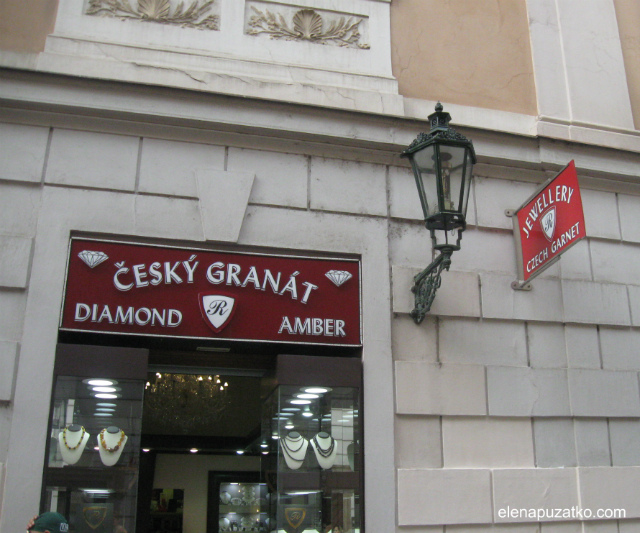 ČESKÝ GRANÁT
DIAMOND R AMBER
JEWELLERY
R
CZECH GARNET
elenapuzatko.com